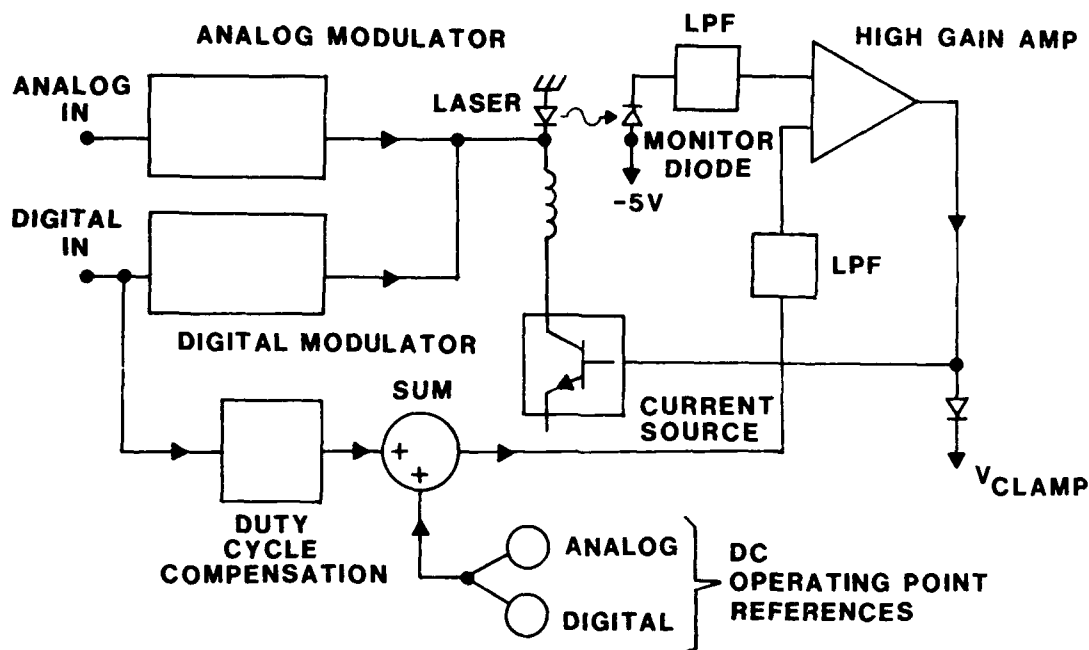 ANALOG MODULATOR
LPF
HIGH GAIN AMP
ANALOG
IN
LASER
MONITOR
DIODE
-5V
DIGITAL
IN
LPF
DIGITAL MODULATOR
SUM
CURRENT
SOURCE
+
+
VCLAMP
DUTY
CYCLE
COMPENSATION
ANALOG
DIGITAL
DC
OPERATING POINT
REFERENCES